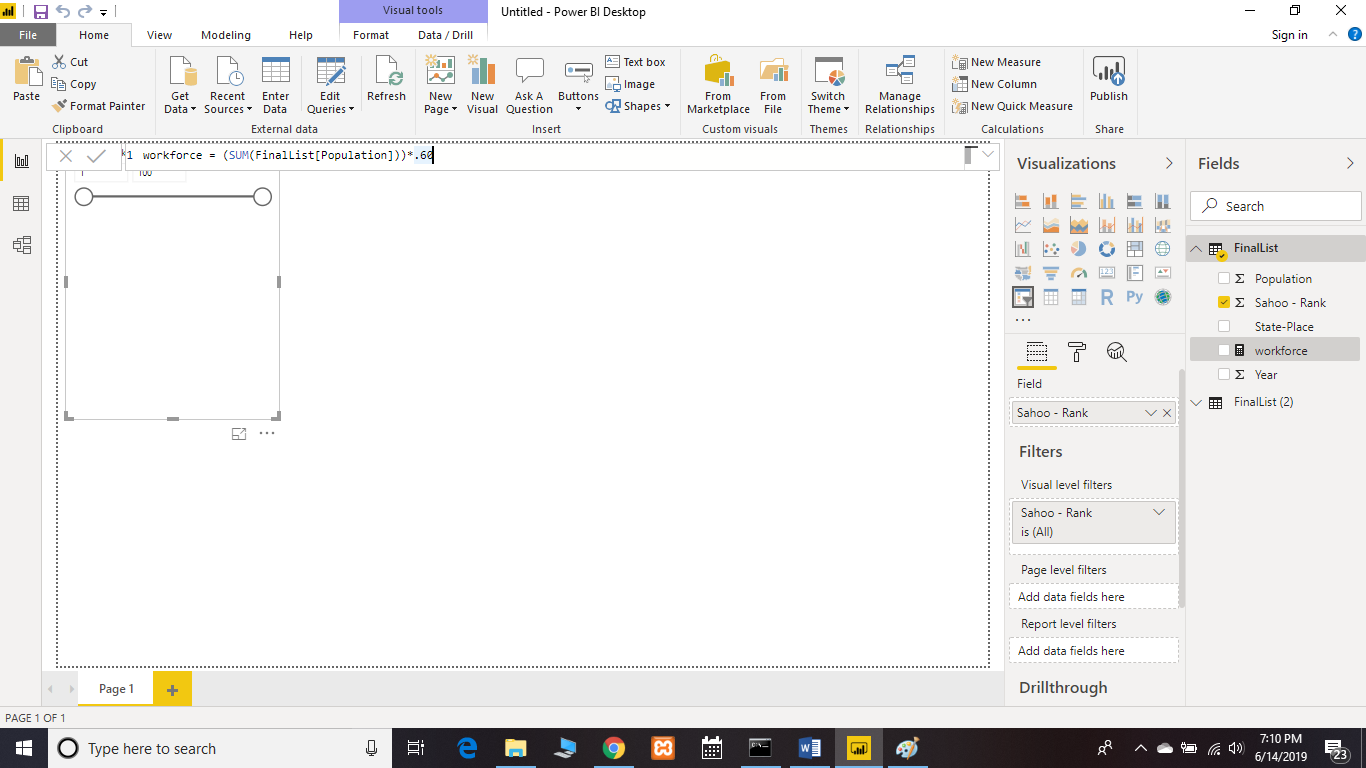 Visual tools
Untitled - Power BI Desktop
File
Home
View
Modeling
Help
Format
Data / Drill
Sign in
Paste
Cut
Copy
Format Painter
Clipboard
Get Data
Recent Sources
Enter Data
Edit Queries
Refresh
External data
New Page
New Visual
Ask A Question
Buttons
Text box
Image
Shapes
Insert
From Marketplace
From File
Custom visuals
Switch Theme
Themes
Manage Relationships
Relationships
New Measure
New Column
New Quick Measure
Calculations
Publish
Share
1 workforce = (SUM(FinalList[Population]))*.60
1
100
Visualizations
R
Py
123
Field
Sahoo - Rank
Filters
Visual level filters
Sahoo - Rank
is (All)
Page level filters
Add data fields here
Report level filters
Add data fields here
Drillthrough
Fields
Search
FinalList
Population
Sahoo - Rank
State-Place
workforce
Year
FinalList (2)
Page 1
PAGE 1 OF 1
Type here to search
7:10 PM
6/14/2019
23